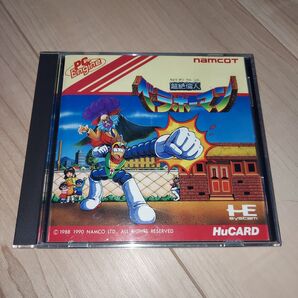 PC Engine
namcot
超絶倫人
ベラボーマン
HE SYSTEM
© 1988 1990 NAMCO LTD., ALL RIGHTS RESERVED
HuCARD